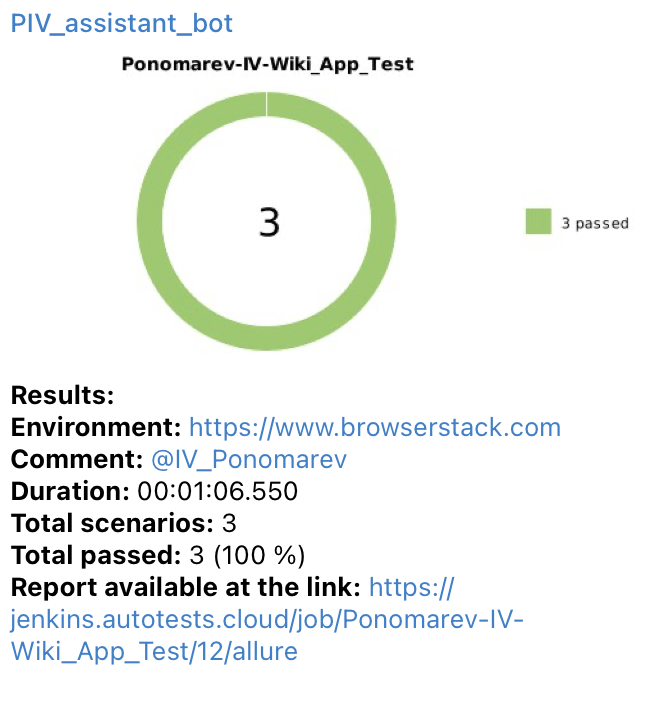 PIV_assistant_bot
Ponomarev-IV-Wiki_App_Test
3
3 passed
Results:
Environment: https://www.browserstack.com
Comment: @IV_Ponomarev
Duration: 00:01:06.550
Total scenarios: 3
Total passed: 3 (100 %)
Report available at the link: https://
jenkins.autotests.cloud/job/Ponomarev-IV-
Wiki_App_Test/12/allure